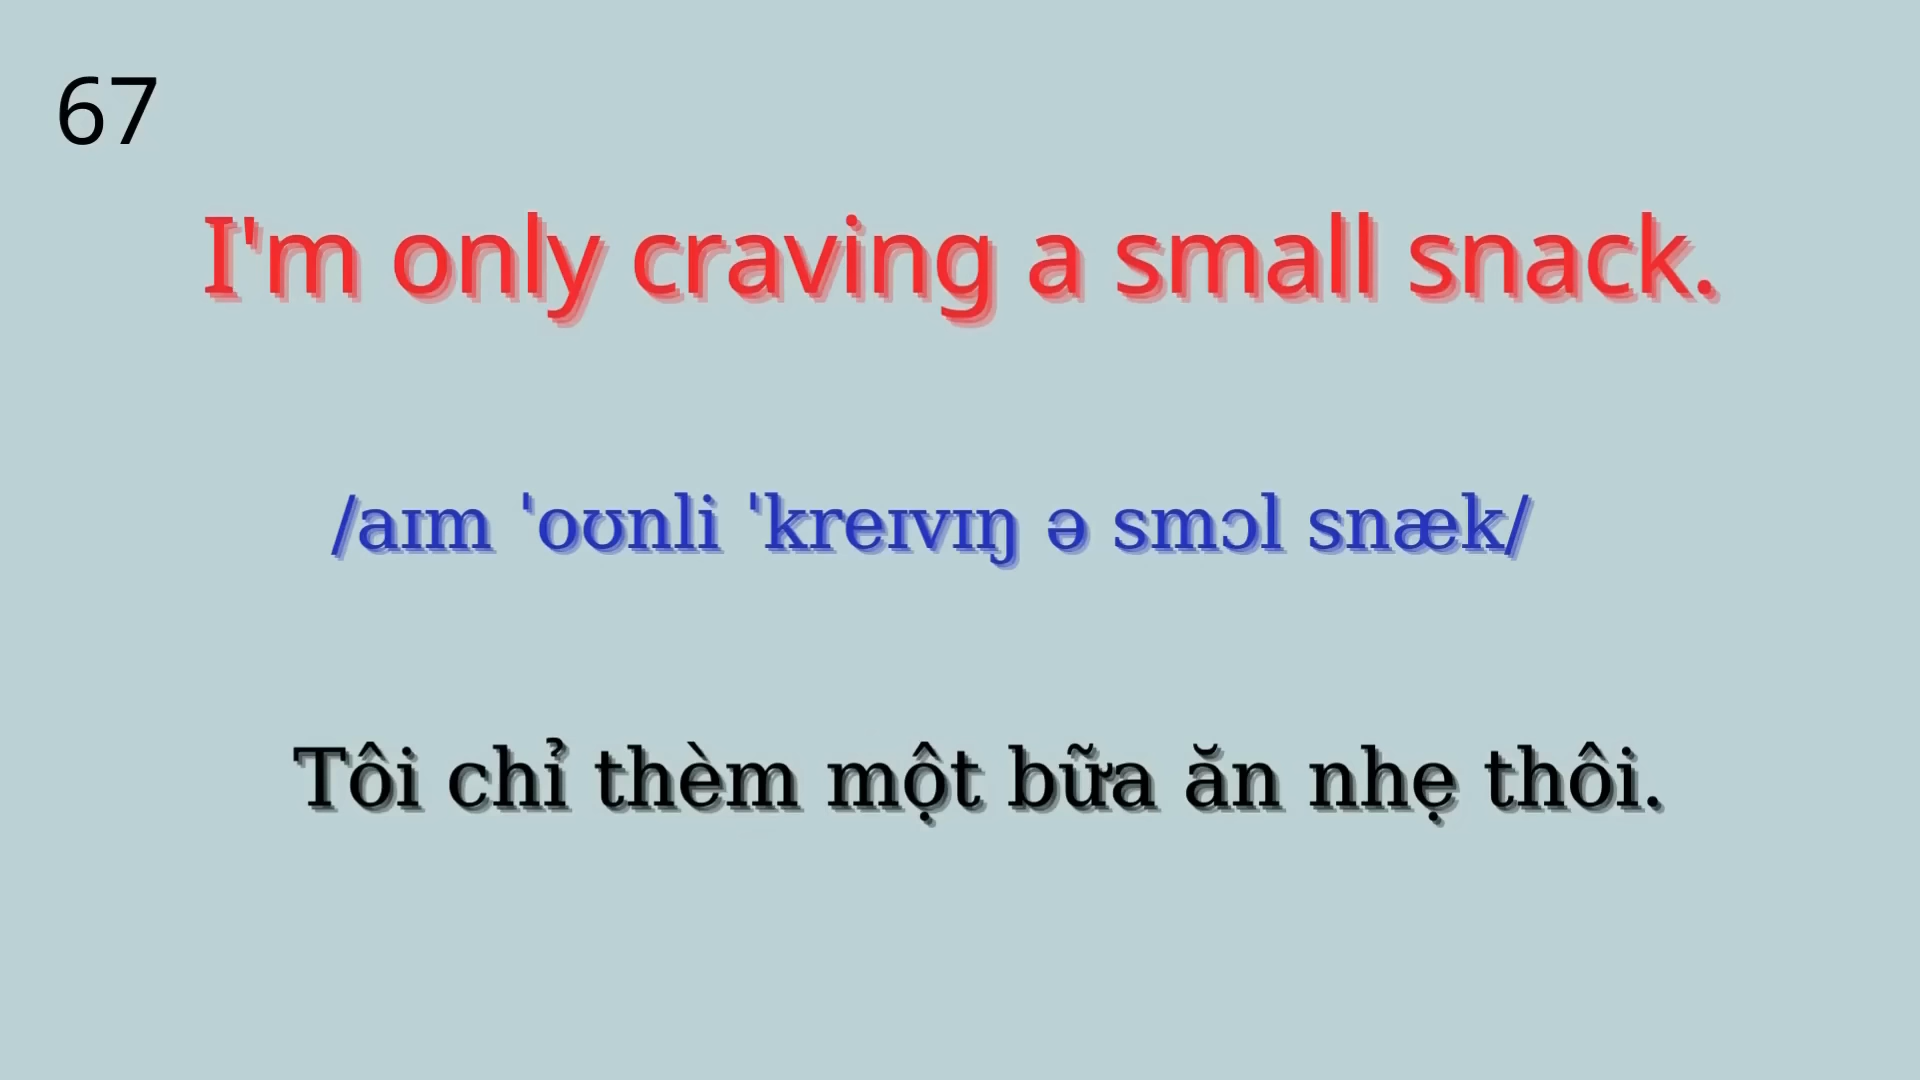 67
I'm only craving a small snack.
/aɪm ˈoʊnli ˈkreɪvɪŋ ə smɔl snæk/
Tôi chỉ thèm một bữa ăn nhẹ thôi.